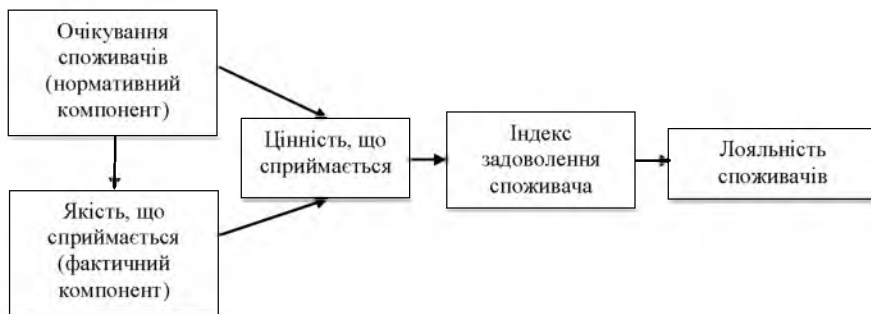 Очікування
споживачів
(нормативний
компонент)
Якість, що
сприймається
(фактичний
компонент)
Цінність, що
сприймається
Індекс
задоволення
споживача
Лояльність
споживачів